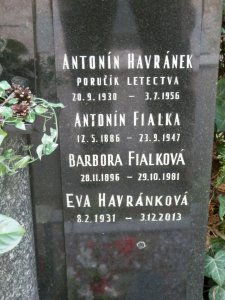 ANTONÍN HAVRÁNEK
PORUČÍK LETECTVA
20.9.1930 – 3.7.1956
ANTONÍN FIALKA
12.5.1886 – 23.9.1947
BARBORA FIALKOVÁ
28.11.1896 – 29.10.1981
EVA HAVRÁNKOVÁ
8.2.1931 – 3.12.2013